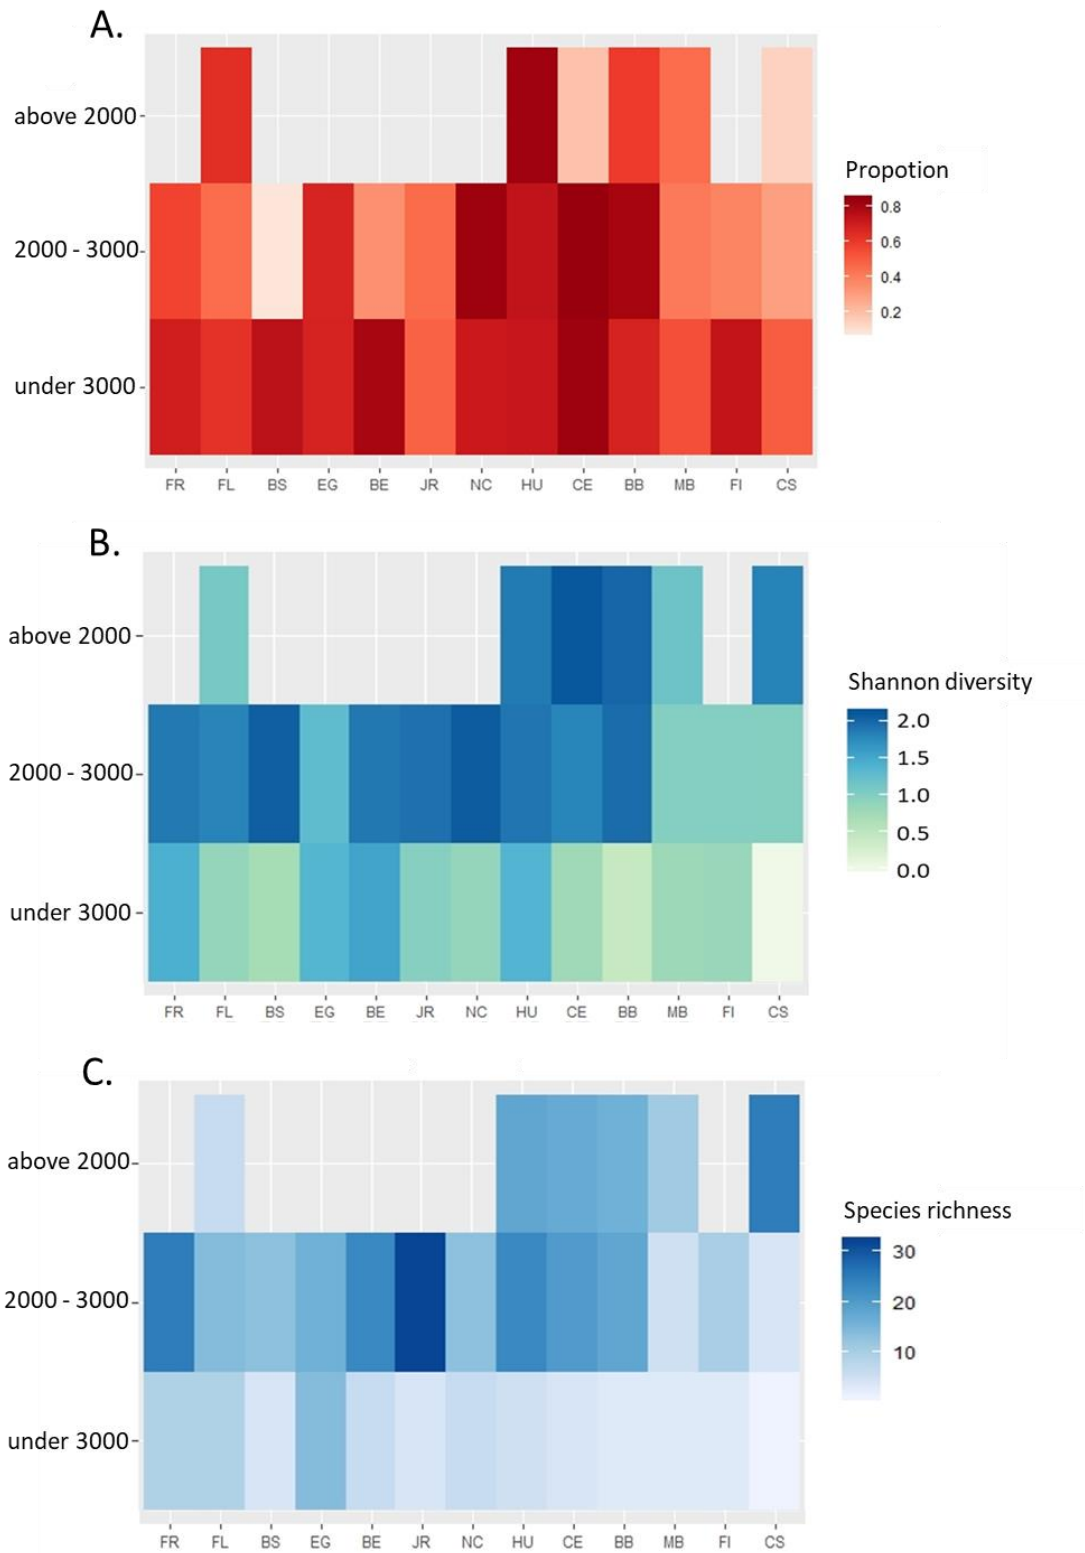 A.
above 2000
2000 - 3000
under 3000
FR FL BS EG BE JR NC HU CE BB MB FI CS
Propotion
0.8
0.6
0.4
0.2
B.
above 2000
2000 - 3000
under 3000
FR FL BS EG BE JR NC HU CE BB MB FI CS
Shannon diversity
2.0
1.5
1.0
0.5
0.0
C.
above 2000
2000 - 3000
under 3000
FR FL BS EG BE JR NC HU CE BB MB FI CS
Species richness
30
20
10